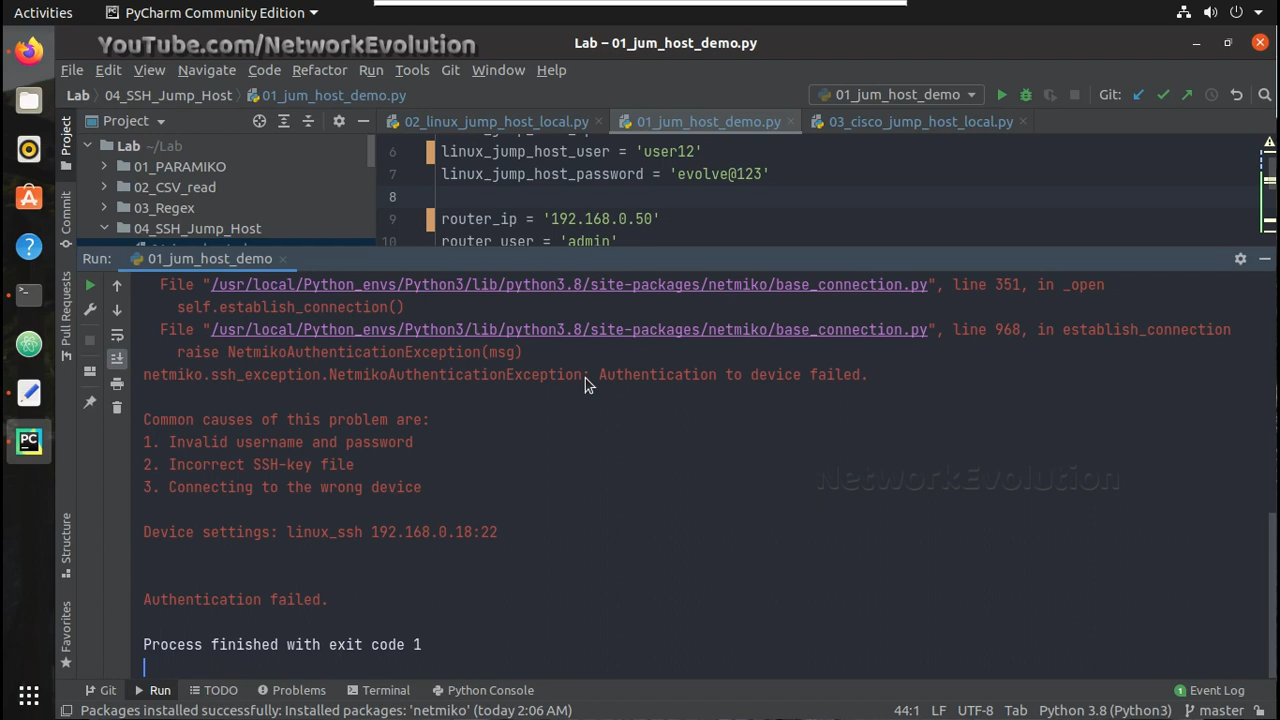 Activities
PyCharm Community Edition
YouTube.com/NetworkEvolution
Lab – 01_jum_host_demo.py
File Edit View Navigate Code Refactor Run Tools Git Window Help
Lab 04_SSH_Jump_Host 01_jum_host_demo.py
01_jum_host_demo
Git:
Project
Project
Commit
Pull Requests
Structure
Favorites
Lab ~/Lab
01_PARAMIKO
02_CSV_read
03_Regex
04_SSH_Jump_Host
02_linux_jump_host_local.py
01_jum_host_demo.py
03_cisco_jump_host_local.py
6 linux_jump_host_user = 'user12'
7 linux_jump_host_password = 'evolve@123'
8
9 router_ip = '192.168.0.50'
10 router_user = 'admin'
Run: 01_jum_host_demo
File "/usr/local/Python_envs/Python3/lib/python3.8/site-packages/netmiko/base_connection.py", line 351, in _open
self.establish_connection()
File "/usr/local/Python_envs/Python3/lib/python3.8/site-packages/netmiko/base_connection.py", line 968, in establish_connection
raise NetmikoAuthenticationException(msg)
netmiko.ssh_exception.NetmikoAuthenticationException: Authentication to device failed.
Common causes of this problem are:
1. Invalid username and password
2. Incorrect SSH-key file
3. Connecting to the wrong device
NetworkEvolution
Device settings: linux_ssh 192.168.0.18:22
Authentication failed.
Process finished with exit code 1
Git Run TODO Problems Terminal Python Console
1 Event Log
Packages installed successfully: Installed packages: 'netmiko' (today 2:06 AM)
44:1 LF UTF-8 Tab Python 3.8 (Python3) master